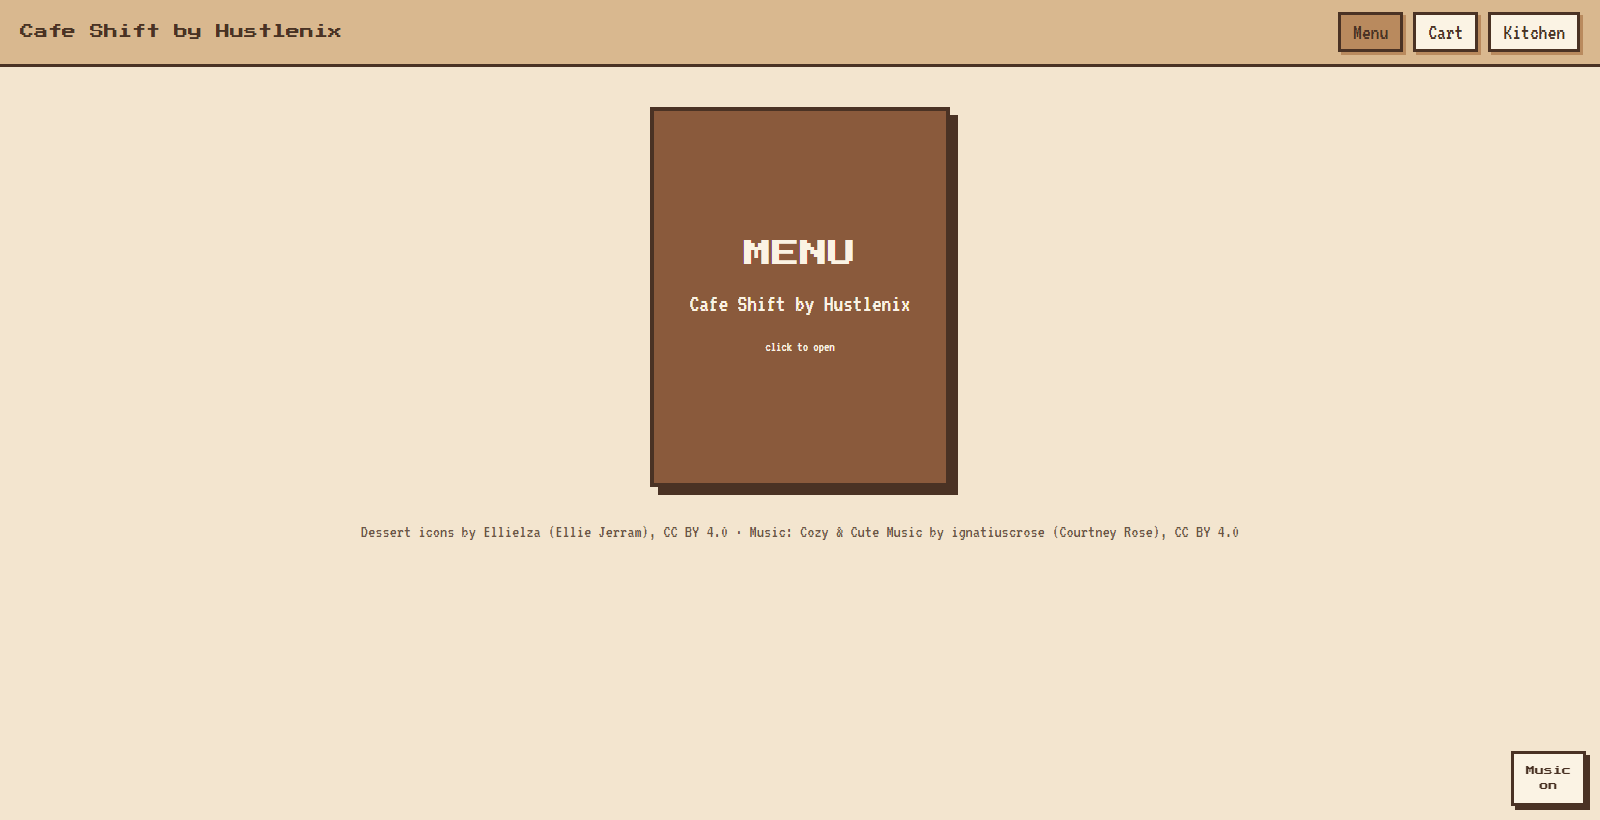 Cafe Shift by Hustlenix
Menu
Cart
Kitchen
MENU
Cafe Shift by Hustlenix
click to open
Dessert icons by Ellielza (Ellie Jerram), CC BY 4.0 · Music: Cozy & Cute Music by ignatiuscrose (Courtney Rose), CC BY 4.0
Music
on